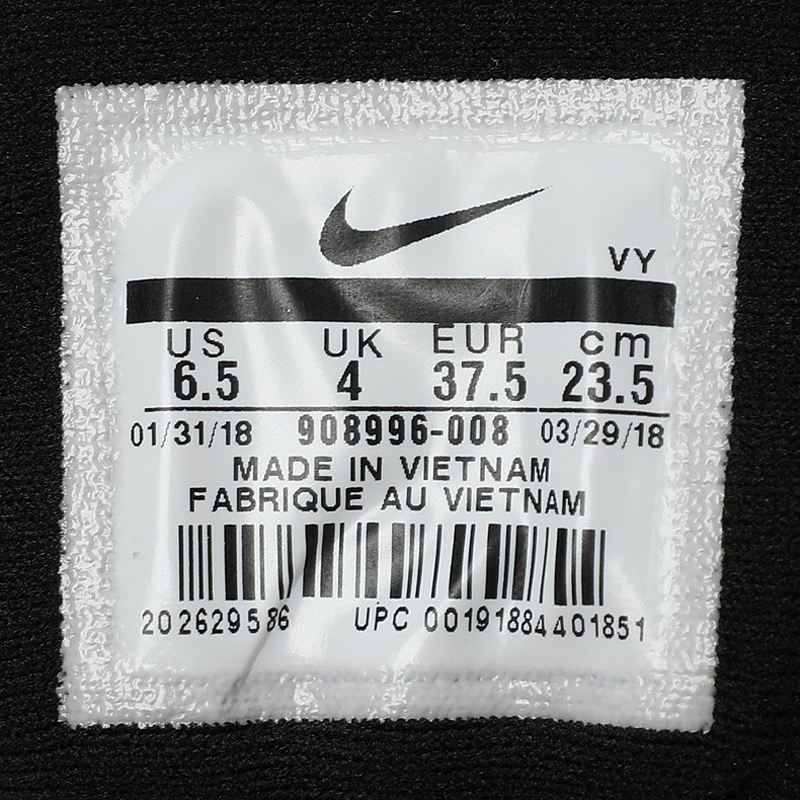 VY
US UK EUR cm
6.5 4 37.5 23.5
01/31/18 908996-008 03/29/18
MADE IN VIETNAM
FABRIQUE AU VIETNAM
202629586 UPC 00191884401851